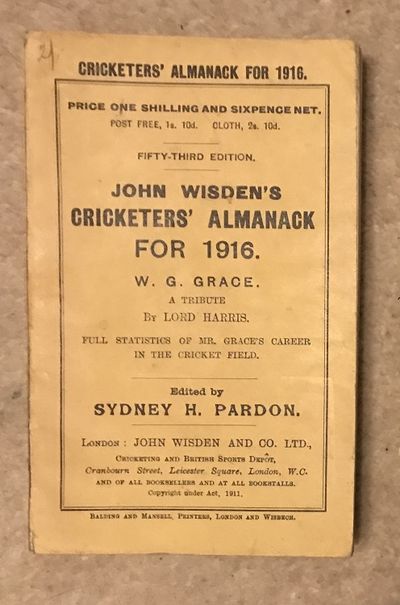 CRICKETERS' ALMANACK FOR 1916.
PRICE ONE SHILLING AND SIXPENCE NET.
POST FREE, 1s. 10d. CLOTH, 2s. 10d.
FIFTY-THIRD EDITION.
JOHN WISDEN'S
CRICKETERS' ALMANACK
FOR 1916.
W. G. GRACE.
A TRIBUTE
BY LORD HARRIS.
FULL STATISTICS OF MR. GRACE'S CAREER
IN THE CRICKET FIELD.
Edited by
SYDNEY H. PARDON.
LONDON: JOHN WISDEN AND CO. LTD.,
CRICKETING AND BRITISH SPORTS DEPÔT,
Cranbourn Street, Leicester Square, London, W.C.
AND OF ALL BOOKSELLERS AND AT ALL BOOKSTALLS.
Copyright under Act, 1911.
BALDING AND MANSELL, PRINTERS, LONDON AND WISBECH.